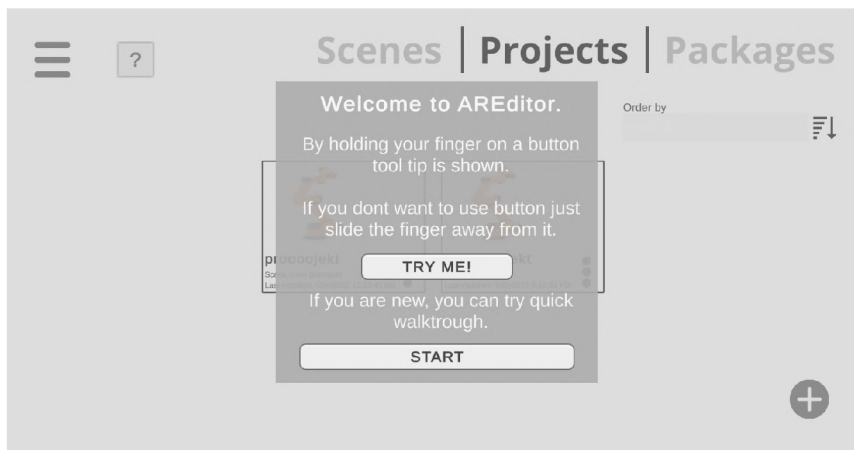 ?
Scenes | Projects | Packages
Welcome to AREditor.
Order by
By holding your finger on a button
tool tip is shown.
If you dont want to use button just
slide the finger away from it.
proooojekt
TRY ME!
If you are new, you can try quick
walktrough.
START